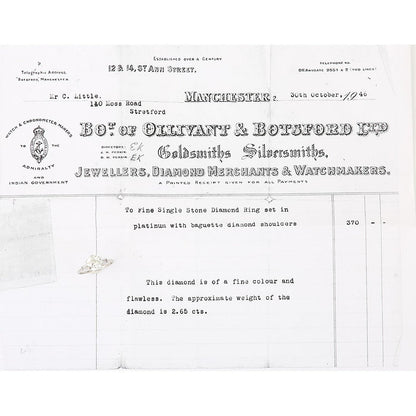 ESTABLISHED OVER A CENTURY
12 & 14, ST ANN STREET.
Telegraphic Address,
Botsford, Manchester.
TELEPHONE NO.
Mr C. Little.
140 Moss Road
Stretford
MANCHESTER 2. 30th October, 1946
WATCH & CHRONOMETER MAKERS
TO THE
ADMIRALTY
AND
INDIAN GOVERNMENT
BOT. OF OLLIVANT & BOTSFORD LTD
DIRECTORS:
Goldsmiths Silversmiths,
JEWELLERS, DIAMOND MERCHANTS & WATCHMAKERS.
A PRINTED RECEIPT GIVEN FOR ALL PAYMENTS
To Fine Single Stone Diamond Ring set in
platinum with baguette diamond shoulders 370 - -
This diamond is of a fine colour and
flawless. The approximate weight of the
diamond is 2.65 cts.